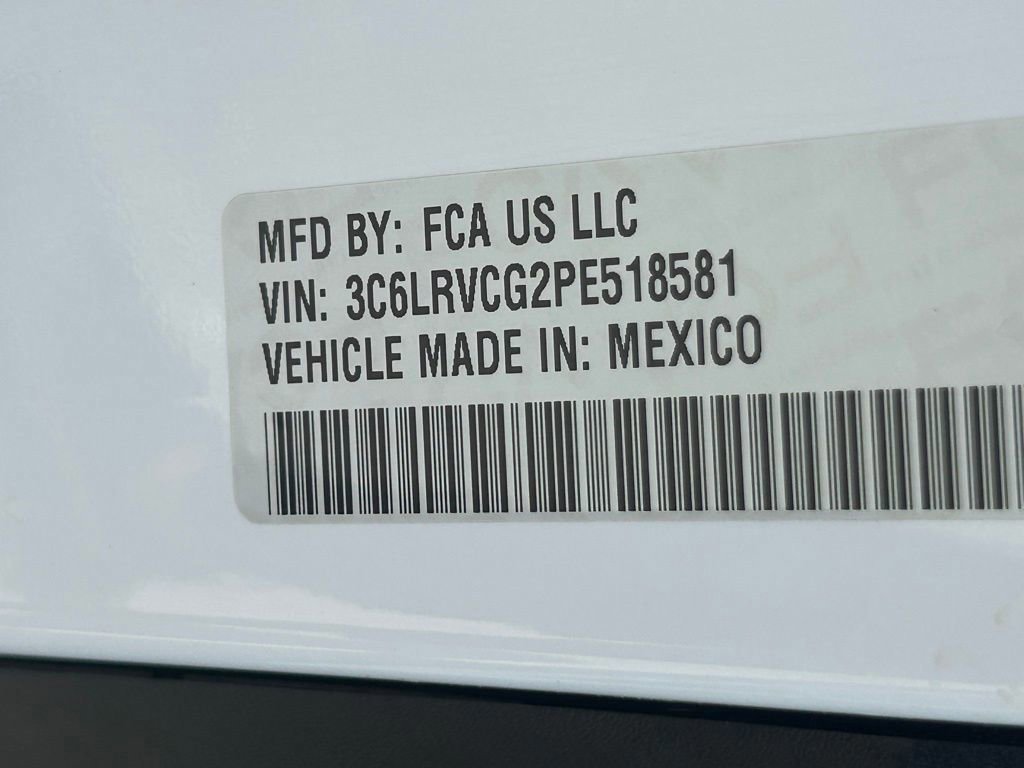 MFD BY: FCA US LLC
VIN: 3C6LRVCG2PE518581
VEHICLE MADE IN: MEXICO